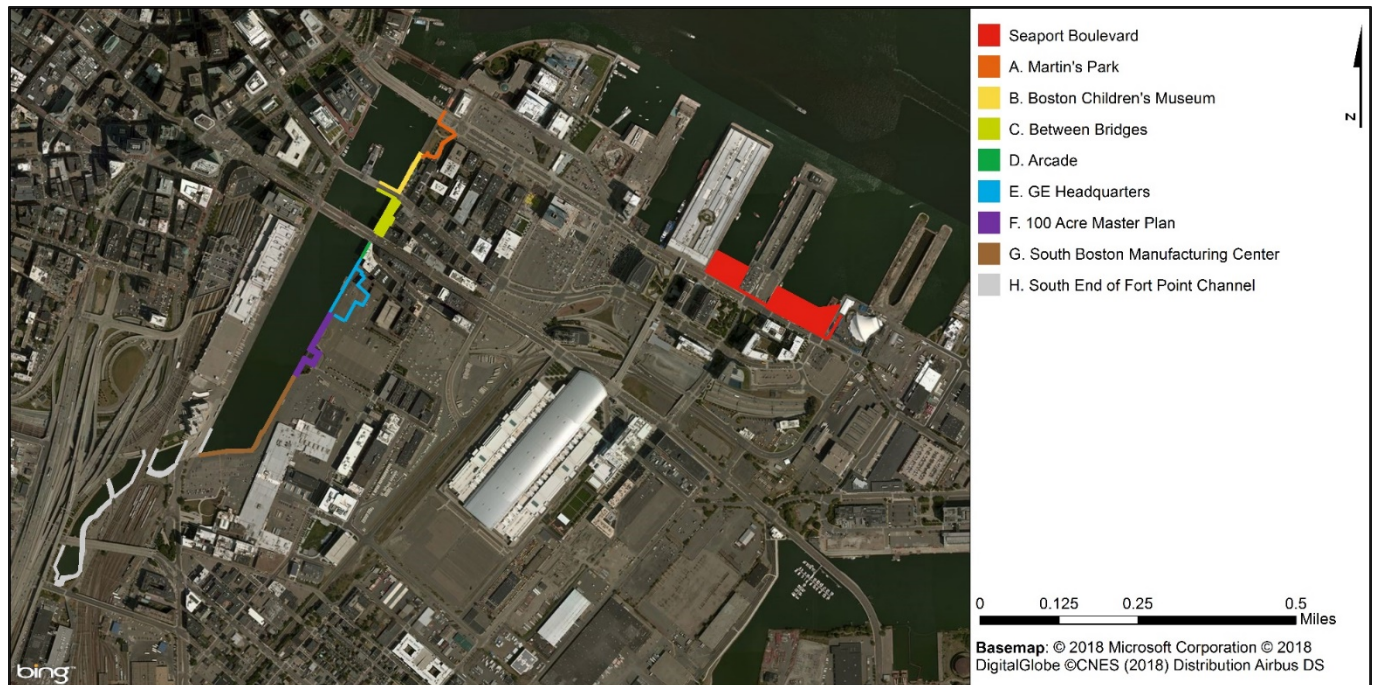 Seaport Boulevard
A. Martin's Park
B. Boston Children's Museum
C. Between Bridges
D. Arcade
E. GE Headquarters
F. 100 Acre Master Plan
G. South Boston Manufacturing Center
H. South End of Fort Point Channel
N
0 0.125 0.25 0.5
Miles
Basemap: © 2018 Microsoft Corporation © 2018
DigitalGlobe ©CNES (2018) Distribution Airbus DS
bing